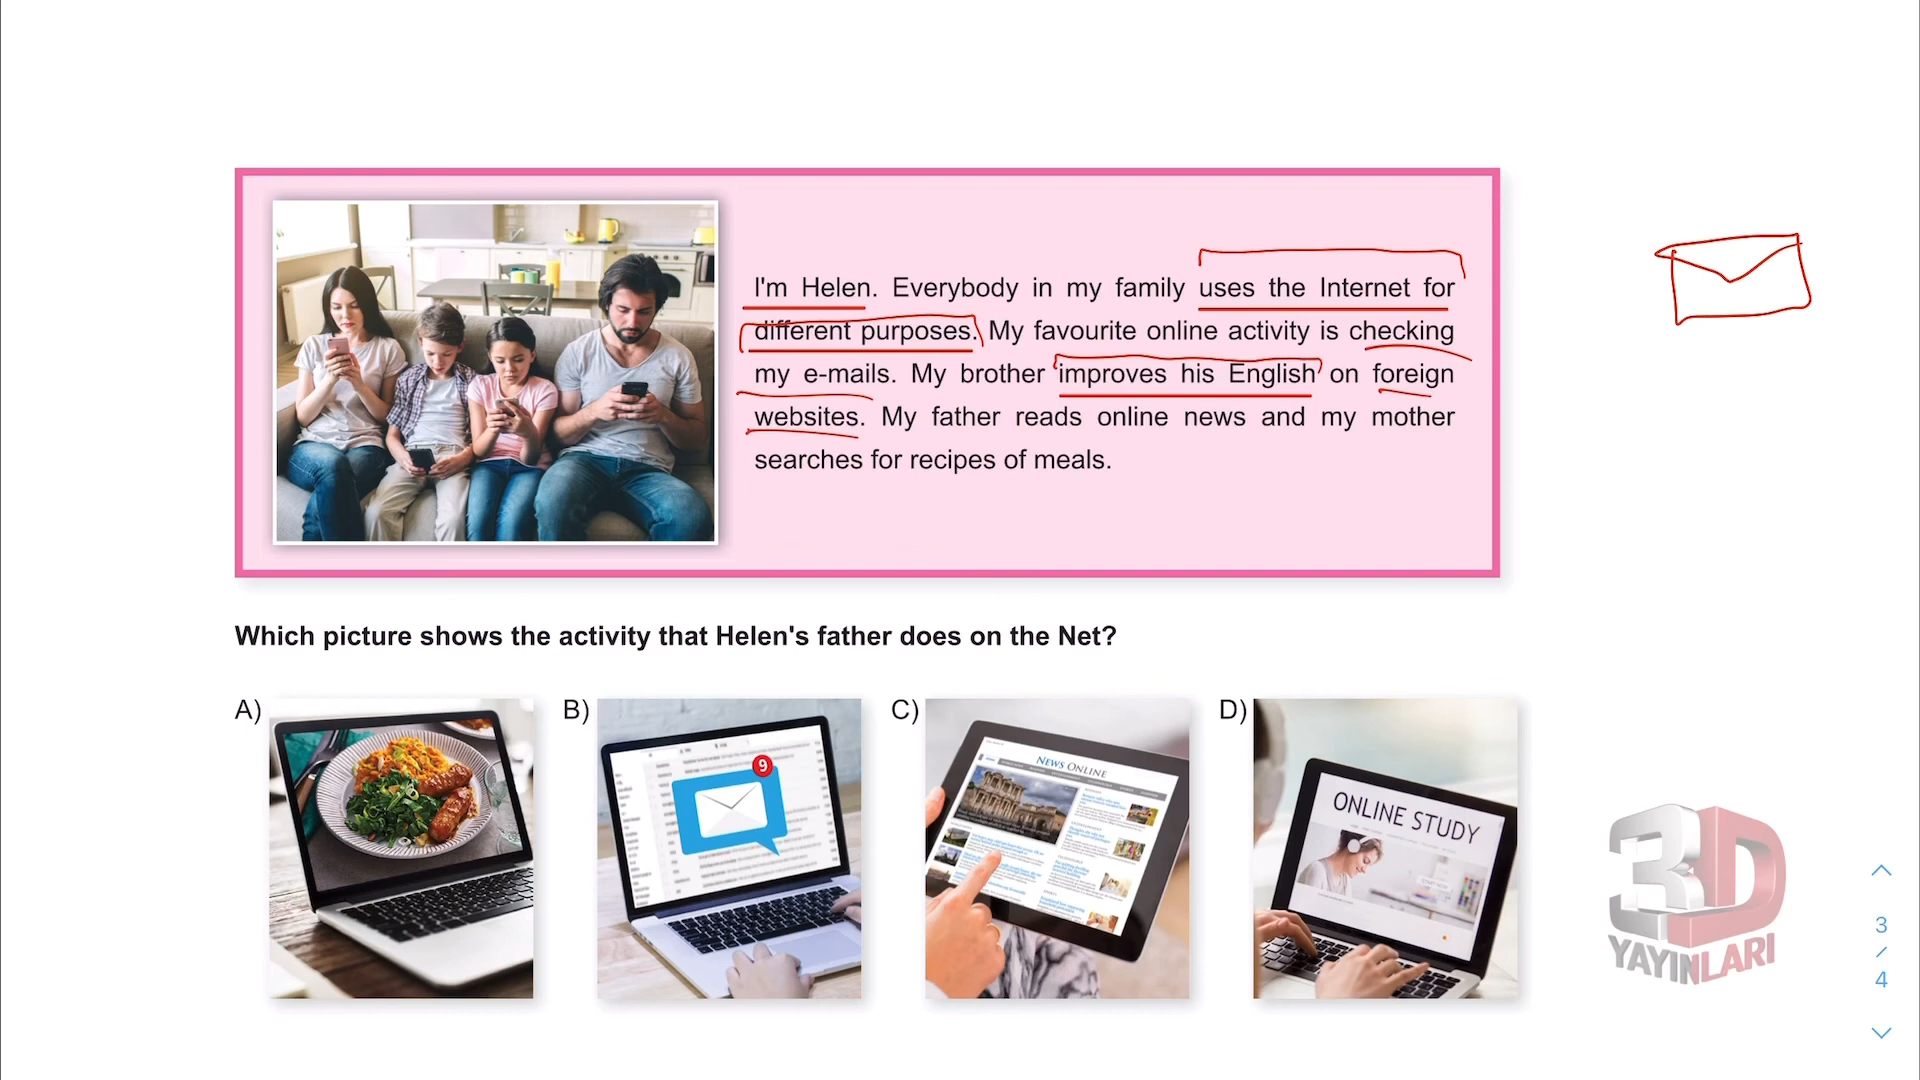 I'm Helen. Everybody in my family uses the Internet for
different purposes. My favourite online activity is checking
my e-mails. My brother improves his English on foreign
websites. My father reads online news and my mother
searches for recipes of meals.
Which picture shows the activity that Helen's father does on the Net?
A)
B)
C)
D)
9
NEWS ONLINE
ONLINE STUDY
START NOW
3D
YAYINLARI
3
/
4